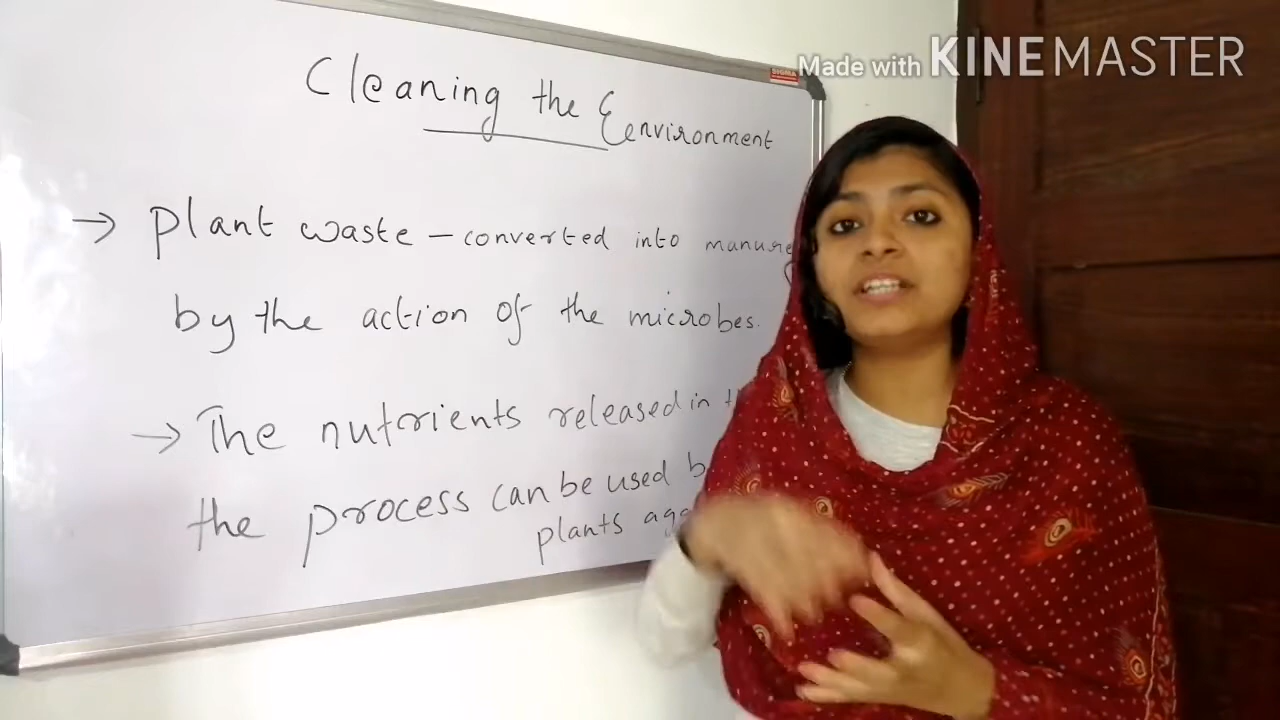 Made with KINEMASTER
SIGMA
Cleaning the Eenvironment
→ Plant waste – converted into manure
by the action of the microbes.
→ The nutrients released in
the process can be used
plants